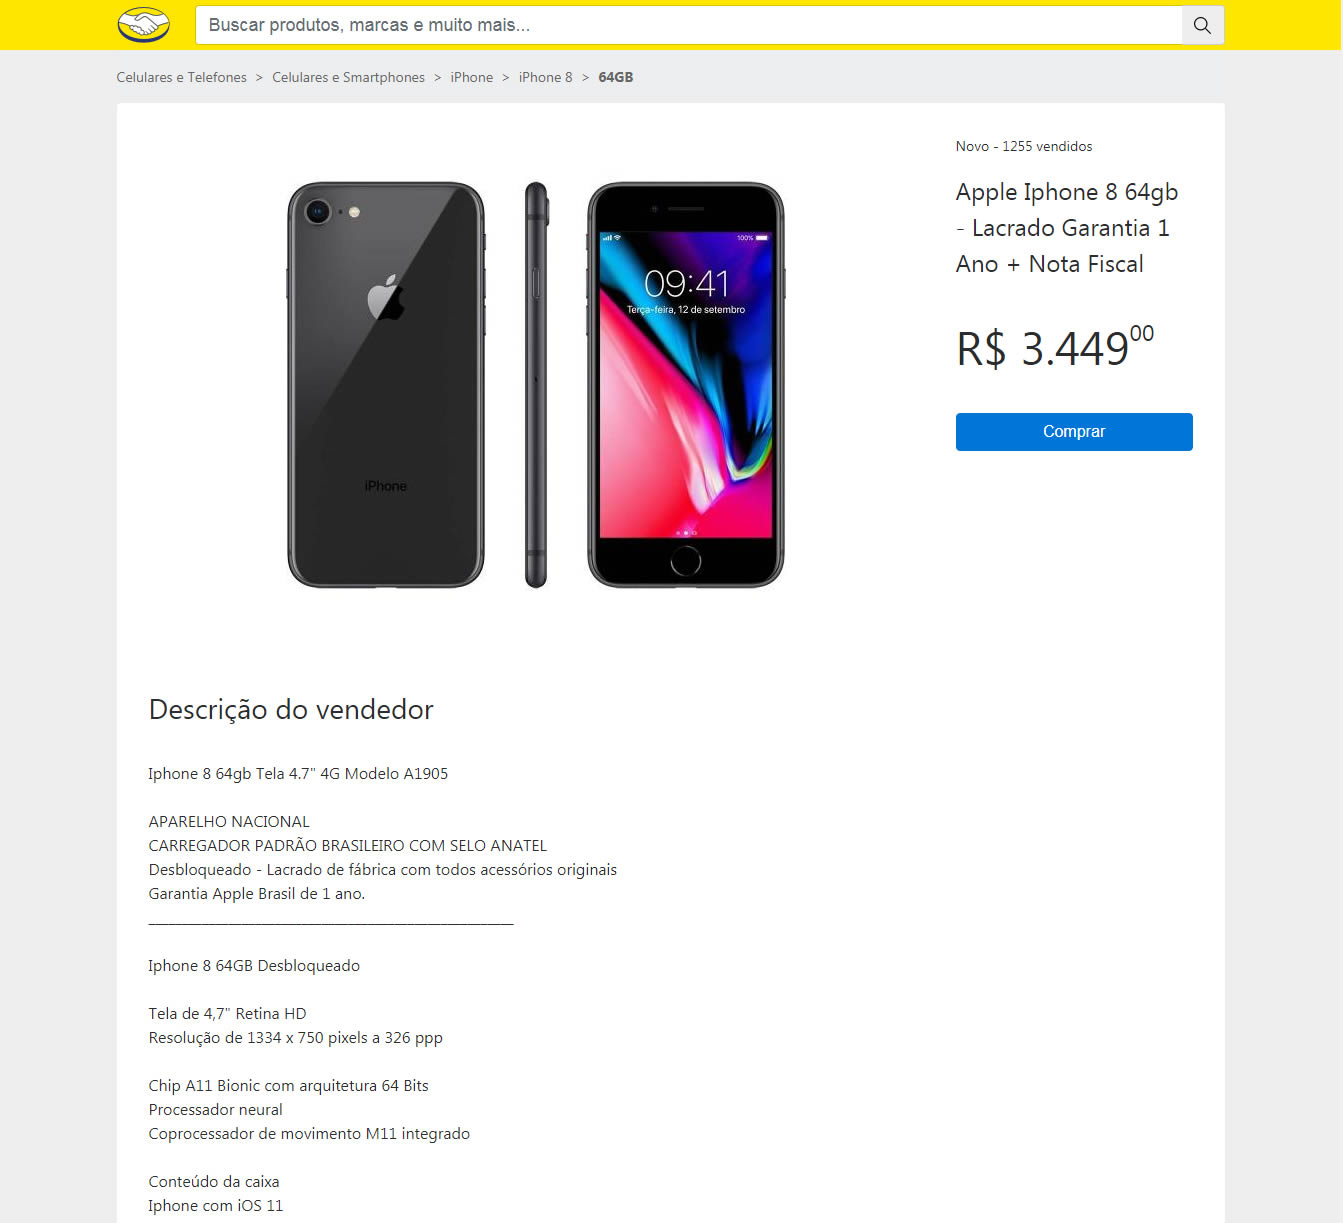 Buscar produtos, marcas e muito mais...
Celulares e Telefones > Celulares e Smartphones > iPhone > iPhone 8 > 64GB
Novo - 1255 vendidos
Apple Iphone 8 64gb
- Lacrado Garantia 1
Ano + Nota Fiscal
R$ 3.449 00
Comprar
100%
09:41
Terça-feira, 12 de setembro
iPhone
Descrição do vendedor
Iphone 8 64gb Tela 4.7" 4G Modelo A1905
APARELHO NACIONAL
CARREGADOR PADRÃO BRASILEIRO COM SELO ANATEL
Desbloqueado - Lacrado de fábrica com todos acessórios originais
Garantia Apple Brasil de 1 ano.
Iphone 8 64GB Desbloqueado
Tela de 4,7" Retina HD
Resolução de 1334 x 750 pixels a 326 ppp
Chip A11 Bionic com arquitetura 64 Bits
Processador neural
Coprocessador de movimento M11 integrado
Conteúdo da caixa
Iphone com iOS 11